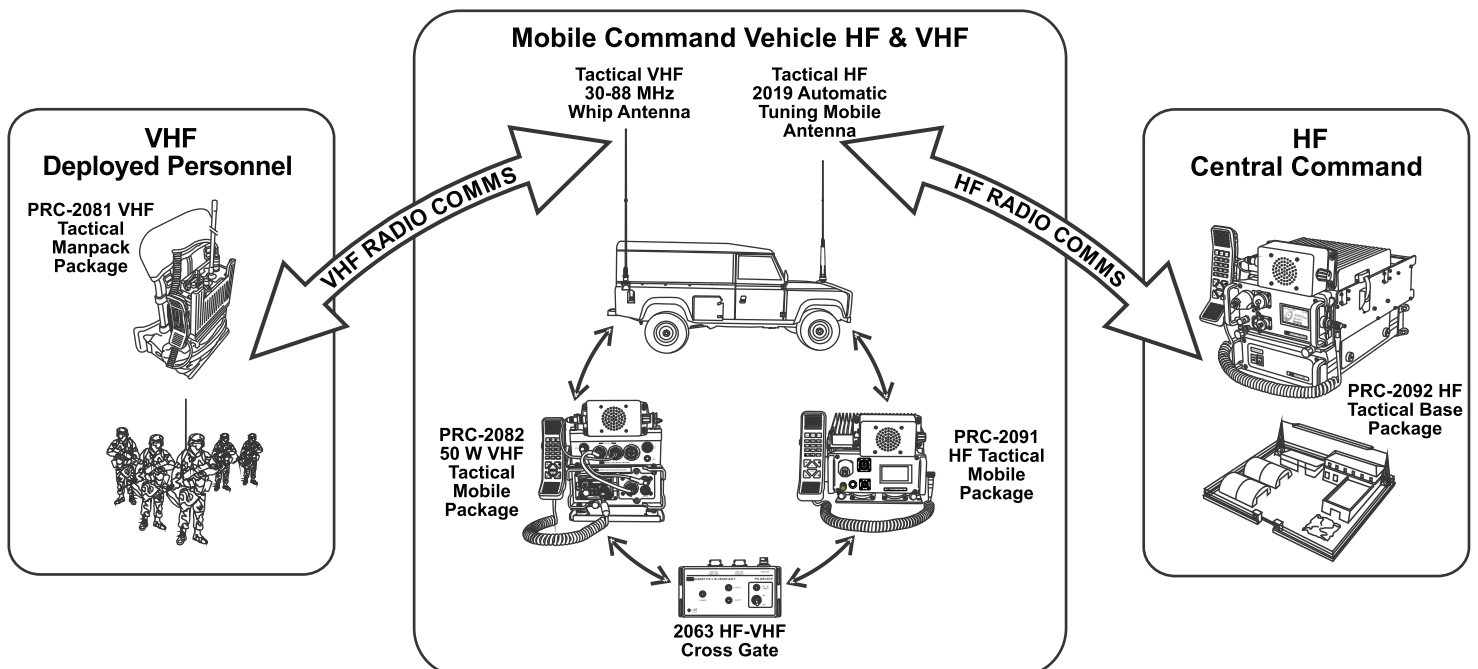 Mobile Command Vehicle HF & VHF
Tactical VHF
30-88 MHz
Whip Antenna
Tactical HF
2019 Automatic
Tuning Mobile
Antenna
VHF
Deployed Personnel
PRC-2081 VHF
Tactical
Manpack
Package
VHF RADIO COMMS
HF RADIO COMMS
HF
Central Command
PRC-2092 HF
Tactical Base
Package
PRC-2082
50 W VHF
Tactical
Mobile
Package
PRC-2091
HF Tactical
Mobile
Package
2063 HF-VHF
Cross Gate